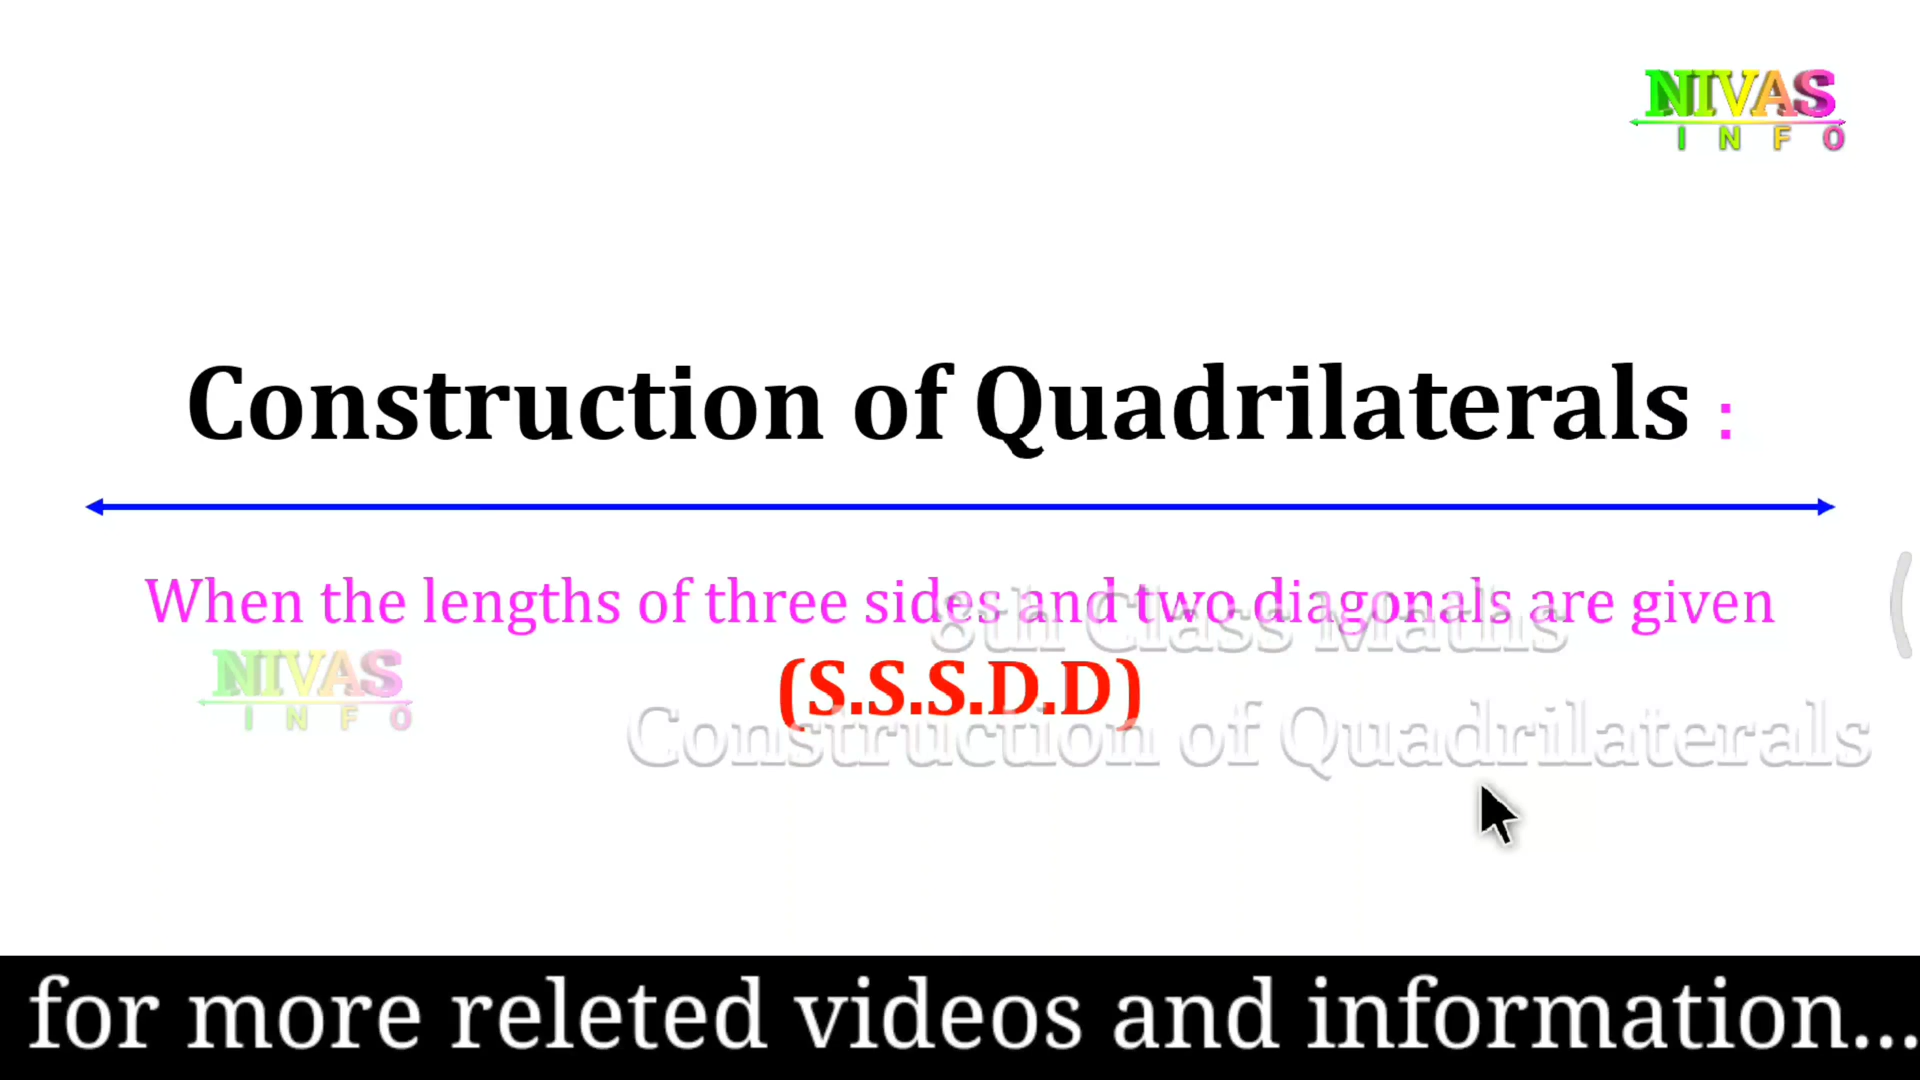 NIVAS
INFO
Construction of Quadrilaterals :
When the lengths of three sides and two diagonals are given
8th Class Maths
NIVAS
INFO
(S.S.S.D.D)
Construction of Quadrilaterals
for more releted videos and information...